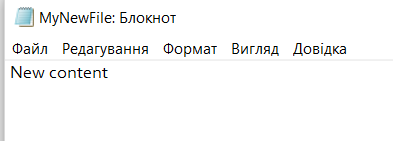 MyNewFile: Блокнот
Файл Редагування Формат Вигляд Довідка
New content